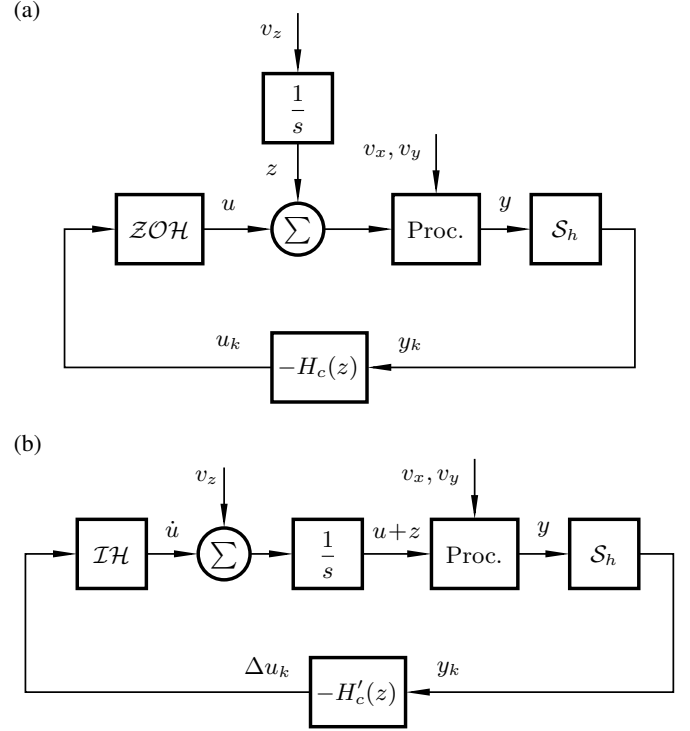 (a)
v_z
1
s
z
v_x, v_y
ZOH
u
∑
Proc.
y
S_h
u_k
−H_c(z)
y_k
(b)
v_z
v_x, v_y
IH
u̇
∑
1
s
u+z
Proc.
y
S_h
Δu_k
−H′_c(z)
y_k